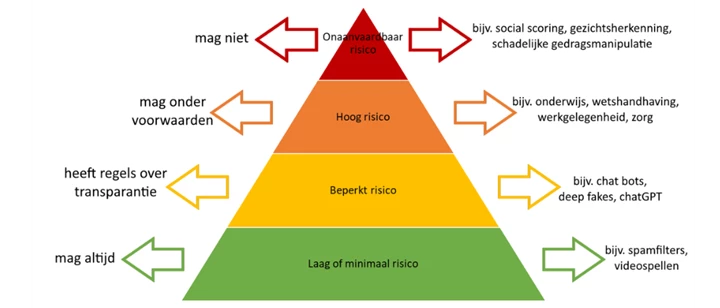 mag niet
Onaanvaardbaar
risico
bijv. social scoring, gezichtsherkenning,
schadelijke gedragsmanipulatie
mag onder
voorwaarden
Hoog risico
bijv. onderwijs, wetshandhaving,
werkgelegenheid, zorg
heeft regels over
transparantie
Beperkt risico
bijv. chat bots,
deep fakes, chatGPT
mag altijd
Laag of minimaal risico
bijv. spamfilters,
videospellen